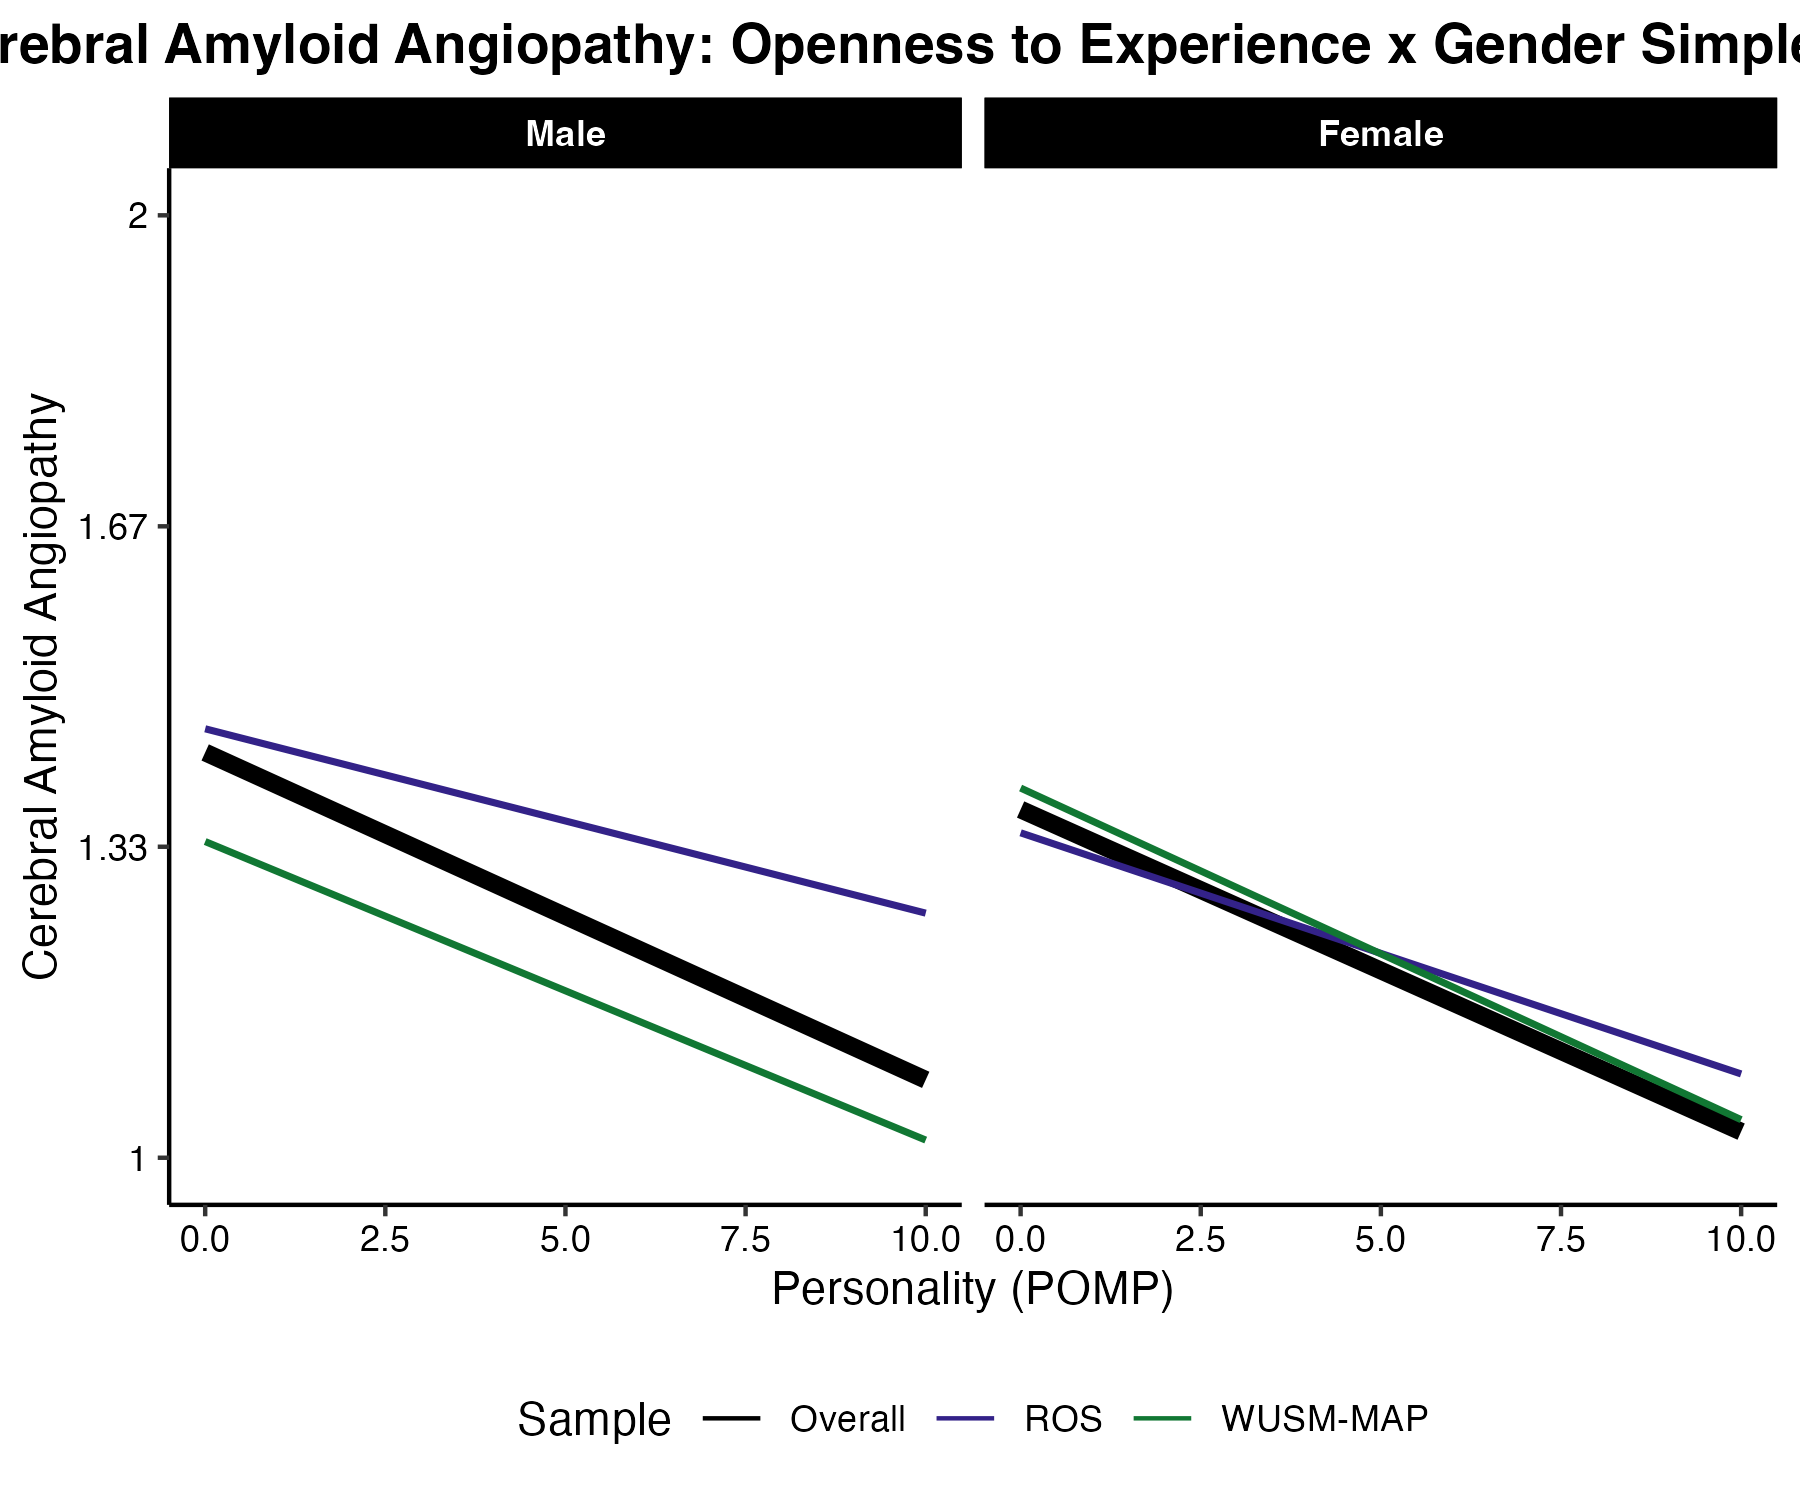 rebral Amyloid Angiopathy: Openness to Experience x Gender Simple
Male
Female
Cerebral Amyloid Angiopathy
2
1.67
1.33
1
0.0 2.5 5.0 7.5 10.0
0.0 2.5 5.0 7.5 10.0
Personality (POMP)
Sample Overall ROS WUSM-MAP